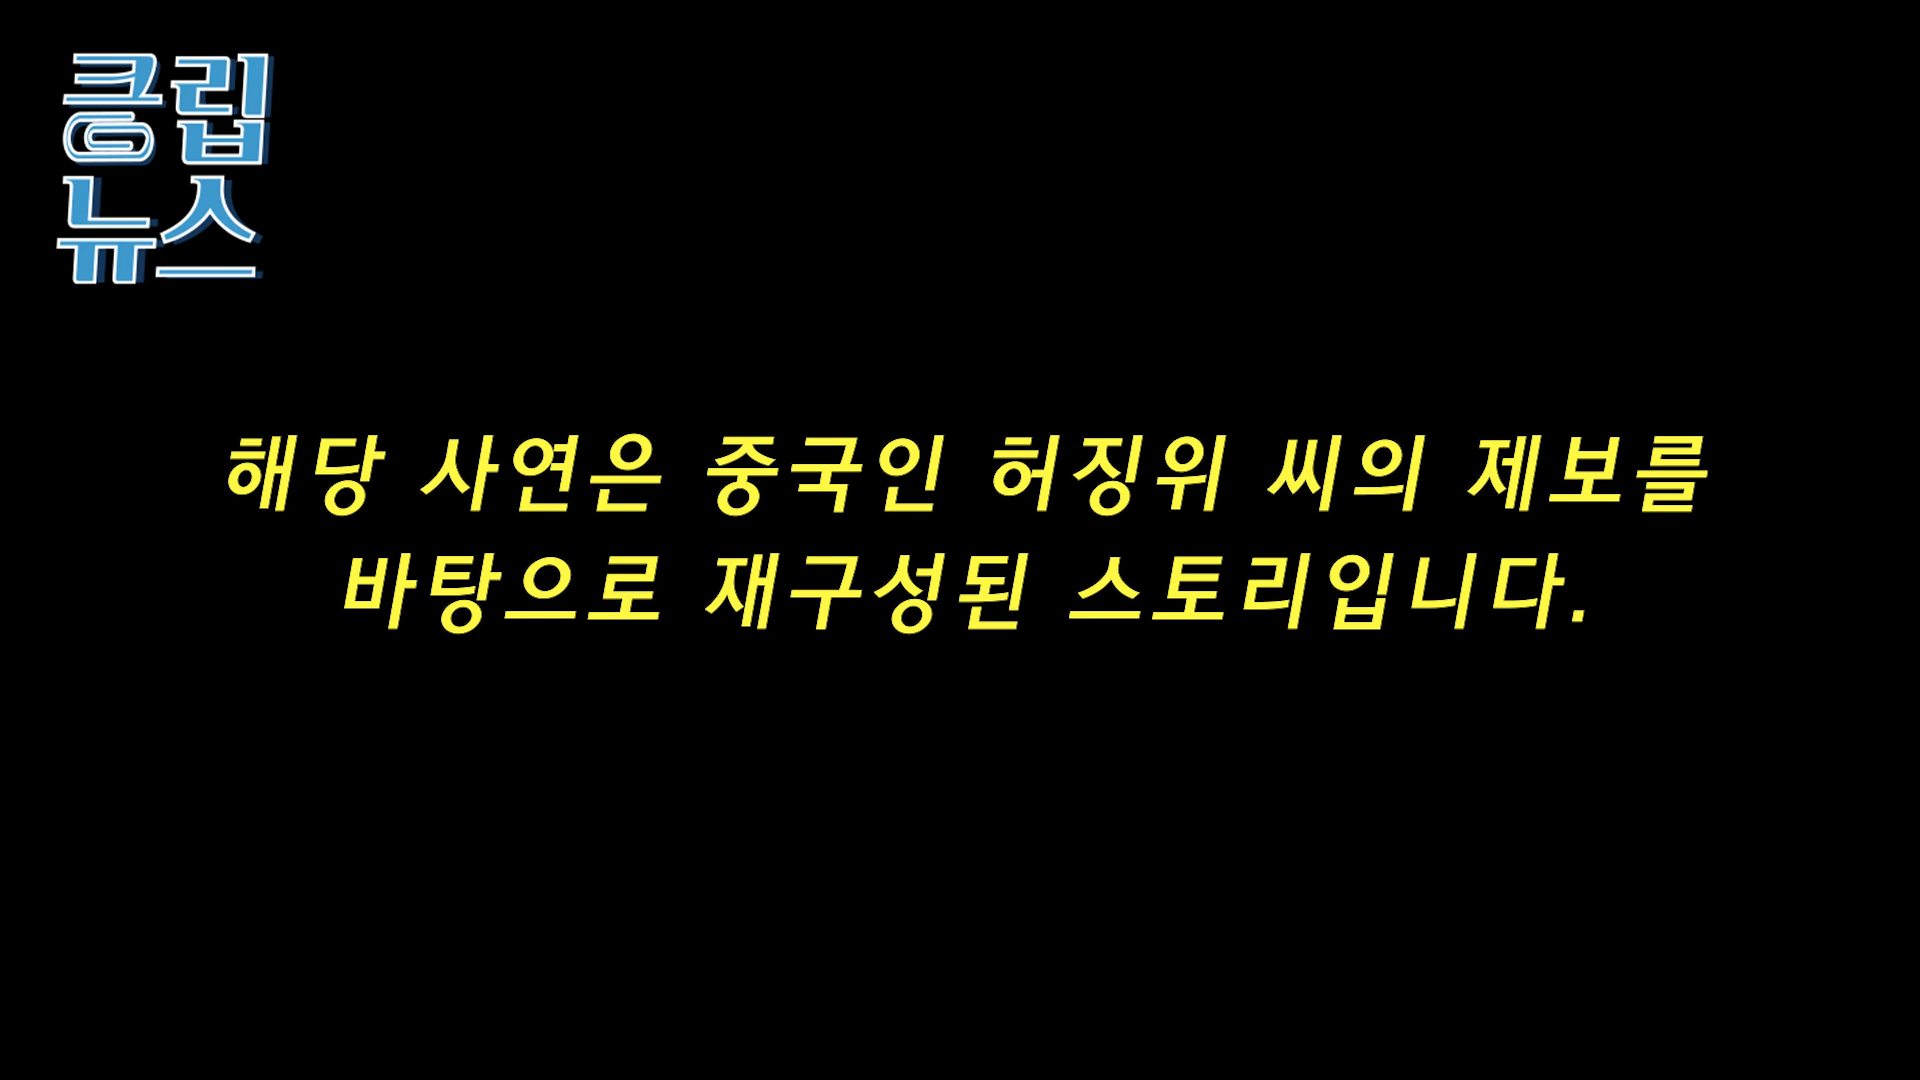 클립
뉴스
해당 사연은 중국인 허징위 씨의 제보를
바탕으로 재구성된 스토리입니다.